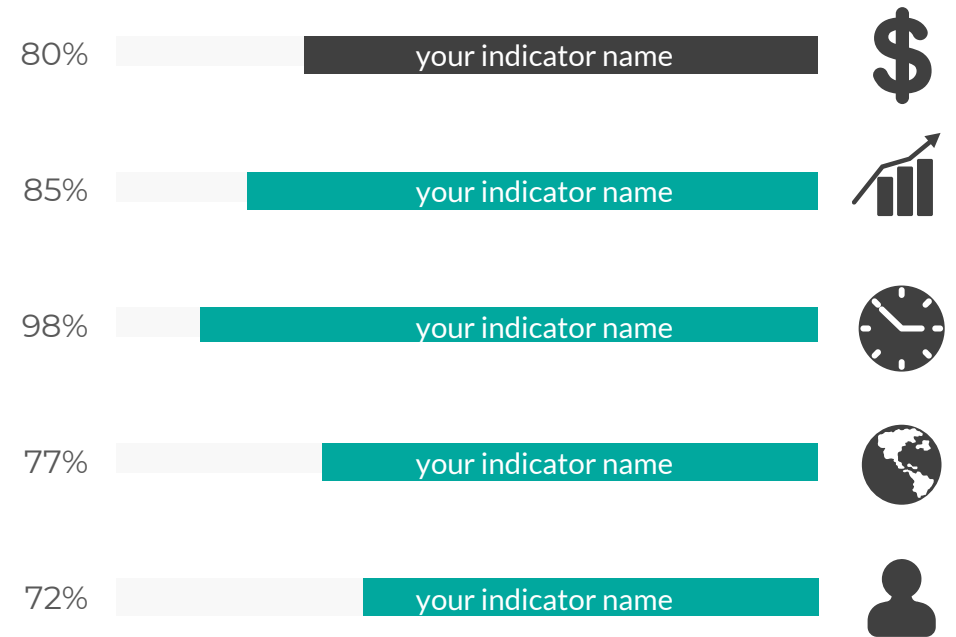 80% your indicator name
85% your indicator name
98% your indicator name
77% your indicator name
72% your indicator name